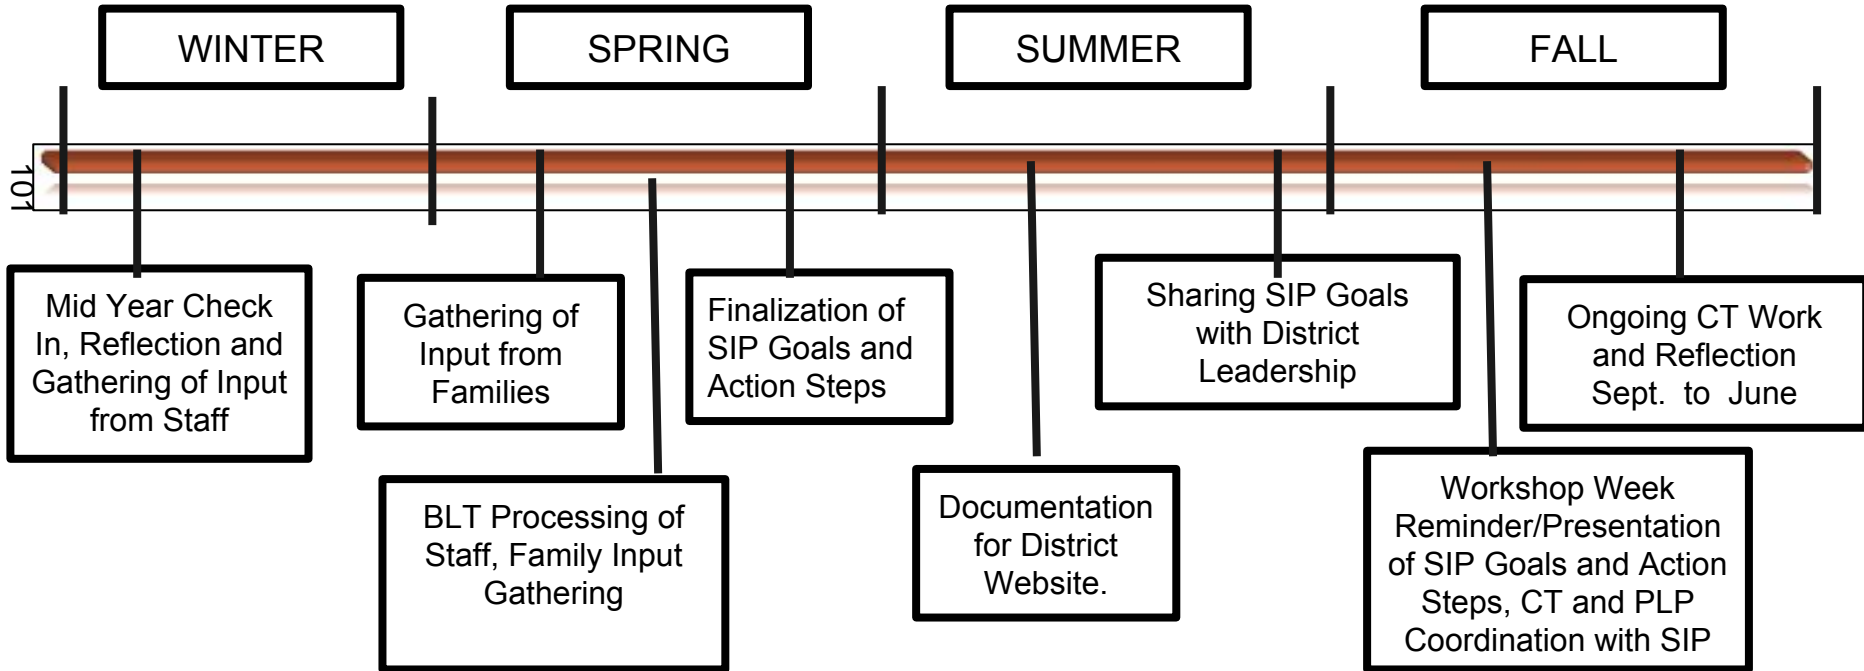 WINTER
SPRING
SUMMER
FALL
101
Mid Year Check
In, Reflection and
Gathering of Input
from Staff
Gathering of
Input from
Families
BLT Processing of
Staff, Family Input
Gathering
Finalization of
SIP Goals and
Action Steps
Documentation
for District
Website.
Sharing SIP Goals
with District
Leadership
Workshop Week
Reminder/Presentation
of SIP Goals and Action
Steps, CT and PLP
Coordination with SIP
Ongoing CT Work
and Reflection
Sept. to June